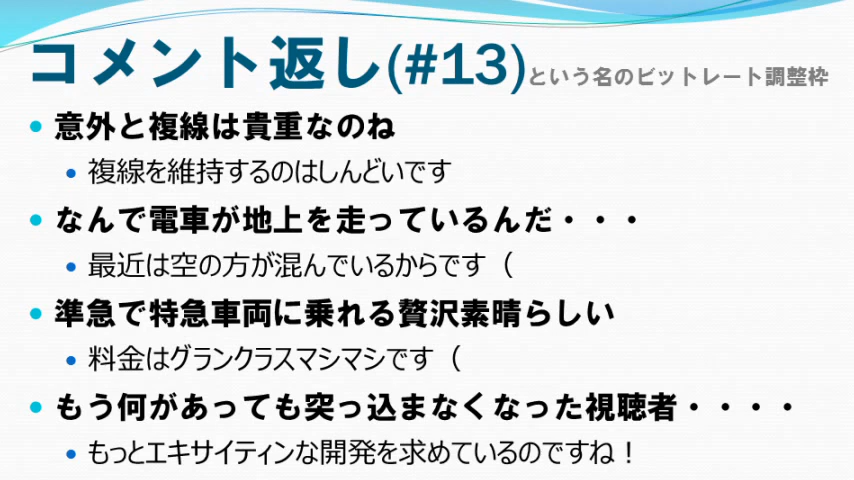 コメント返し(#13)という名のビットレート調整枠
意外と複線は貴重なのね
複線を維持するのはしんどいです
なんで電車が地上を走っているんだ・・・
最近は空の方が混んでいるからです（
準急で特急車両に乗れる贅沢素晴らしい
料金はグランクラスマシマシです（
もう何があっても突っ込まなくなった視聴者・・・・
もっとエキサイティンな開発を求めているのですね！